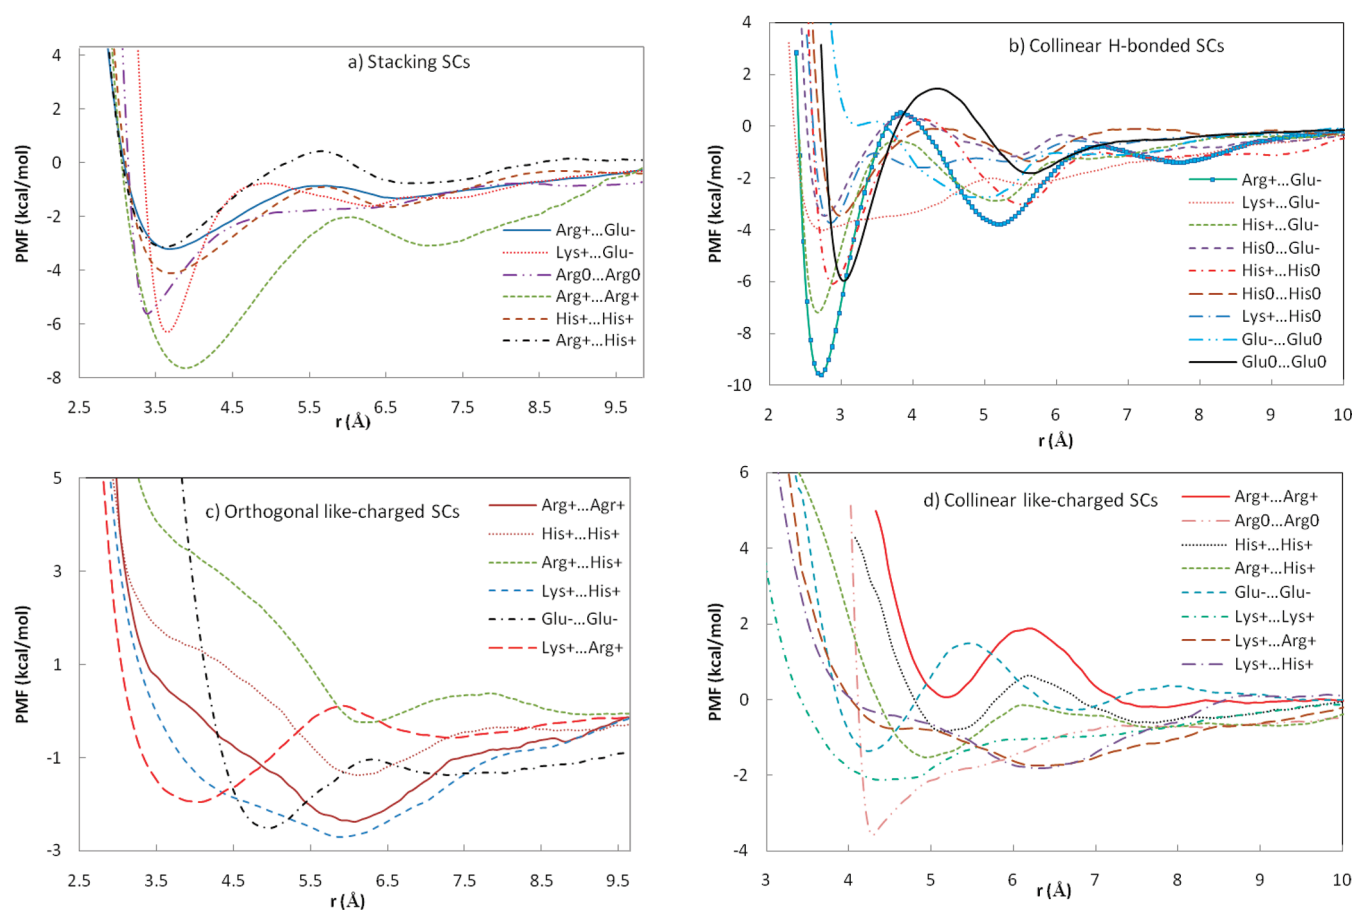 a) Stacking SCs
4
2
0
-2
-4
-6
-8
PMF (kcal/mol)
Arg+...Glu-
Lys+...Glu-
Arg0...Arg0
Arg+...Arg+
His+...His+
Arg+...His+
2.5 3.5 4.5 5.5 6.5 7.5 8.5 9.5
r (Å)
b) Collinear H-bonded SCs
4
2
0
-2
-4
-6
-8
-10
PMF (kcal/mol)
Arg+...Glu-
Lys+...Glu-
His+...Glu-
His0...Glu-
His+...His0
His0...His0
Lys+...His0
Glu-...Glu0
Glu0...Glu0
2 3 4 5 6 7 8 9 10
r (Å)
c) Orthogonal like-charged SCs
5
3
1
-1
-3
PMF (kcal/mol)
Arg+...Agr+
His+...His+
Arg+...His+
Lys+...His+
Glu-...Glu-
Lys+...Arg+
2.5 3.5 4.5 5.5 6.5 7.5 8.5 9.5
r (Å)
d) Collinear like-charged SCs
6
4
2
0
-2
-4
PMF (kcal/mol)
Arg+...Arg+
Arg0...Arg0
His+...His+
Arg+...His+
Glu-...Glu-
Lys+...Lys+
Lys+...Arg+
Lys+...His+
3 4 5 6 7 8 9 10
r (Å)